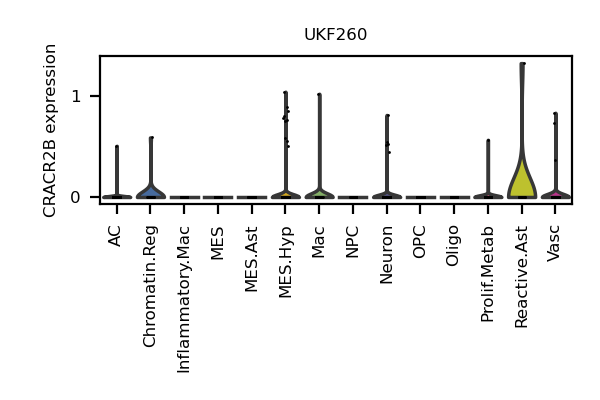 UKF260
CRACR2B expression
1
0
AC
Chromatin.Reg
Inflammatory.Mac
MES
MES.Ast
MES.Hyp
Mac
NPC
Neuron
OPC
Oligo
Prolif.Metab
Reactive.Ast
Vasc